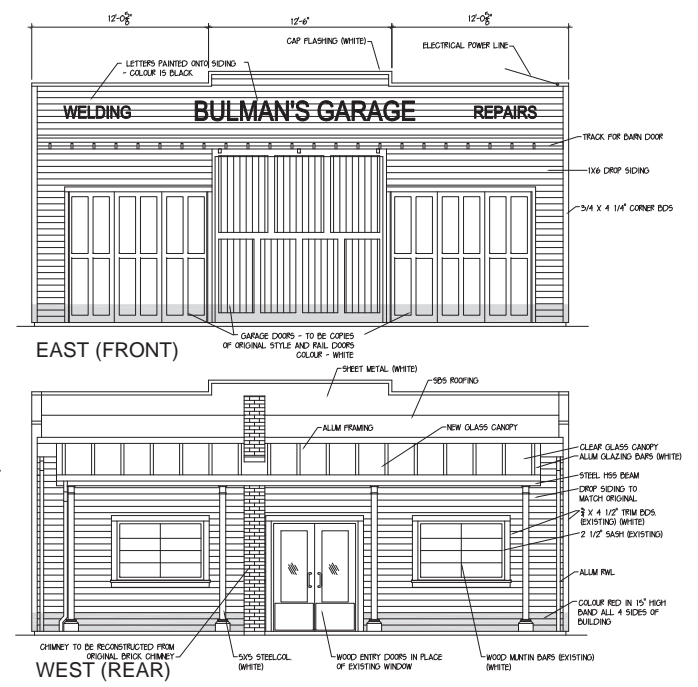 12'-0 5/8" 12'-6" 12'-0 5/8"
CAP FLASHING (WHITE)
ELECTRICAL POWER LINE
LETTERS PAINTED ONTO SIDING
- COLOUR IS BLACK
WELDING BULMAN'S GARAGE REPAIRS
TRACK FOR BARN DOOR
1X6 DROP SIDING
3/4 X 4 1/4" CORNER BDS
GARAGE DOORS - TO BE COPIES
OF ORIGINAL STYLE AND RAIL DOORS
COLOUR - WHITE
EAST (FRONT)
SHEET METAL (WHITE)
SBS ROOFING
ALUM FRAMING
NEW GLASS CANOPY
CLEAR GLASS CANOPY
ALUM GLAZING BARS (WHITE)
STEEL HSS BEAM
DROP SIDING TO
MATCH ORIGINAL
X 4 1/2" TRIM BDS.
(EXISTING) (WHITE)
2 1/2" SASH (EXISTING)
ALUM RWL
COLOUR RED IN 15" HIGH
BAND ALL 4 SIDES OF
BUILDING
CHIMNEY TO BE RECONSTRUCTED FROM
ORIGINAL BRICK CHIMNEY
5X5 STEELCOL.
(WHITE)
WOOD ENTRY DOORS IN PLACE
OF EXISTING WINDOW
WOOD MUNTIN BARS (EXISTING)
(WHITE)
WEST (REAR)